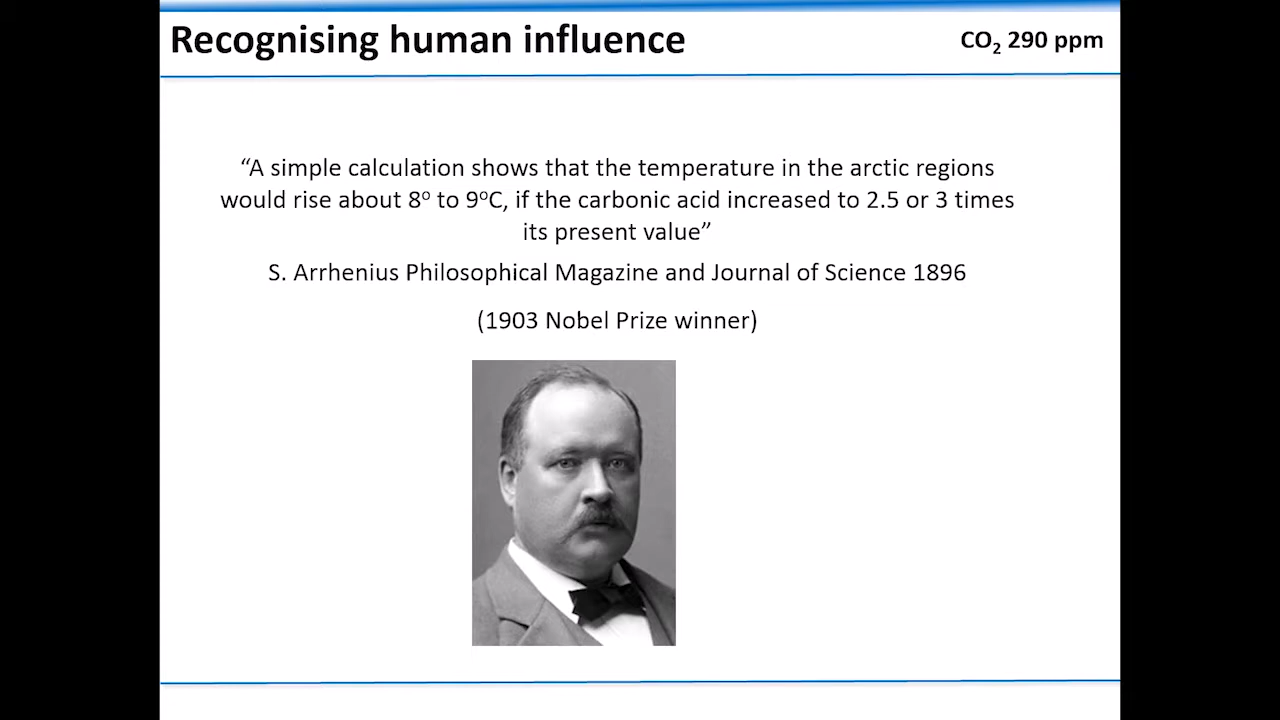 Recognising human influence
CO₂ 290 ppm
“A simple calculation shows that the temperature in the arctic regions
would rise about 8º to 9ºC, if the carbonic acid increased to 2.5 or 3 times
its present value”
S. Arrhenius Philosophical Magazine and Journal of Science 1896
(1903 Nobel Prize winner)